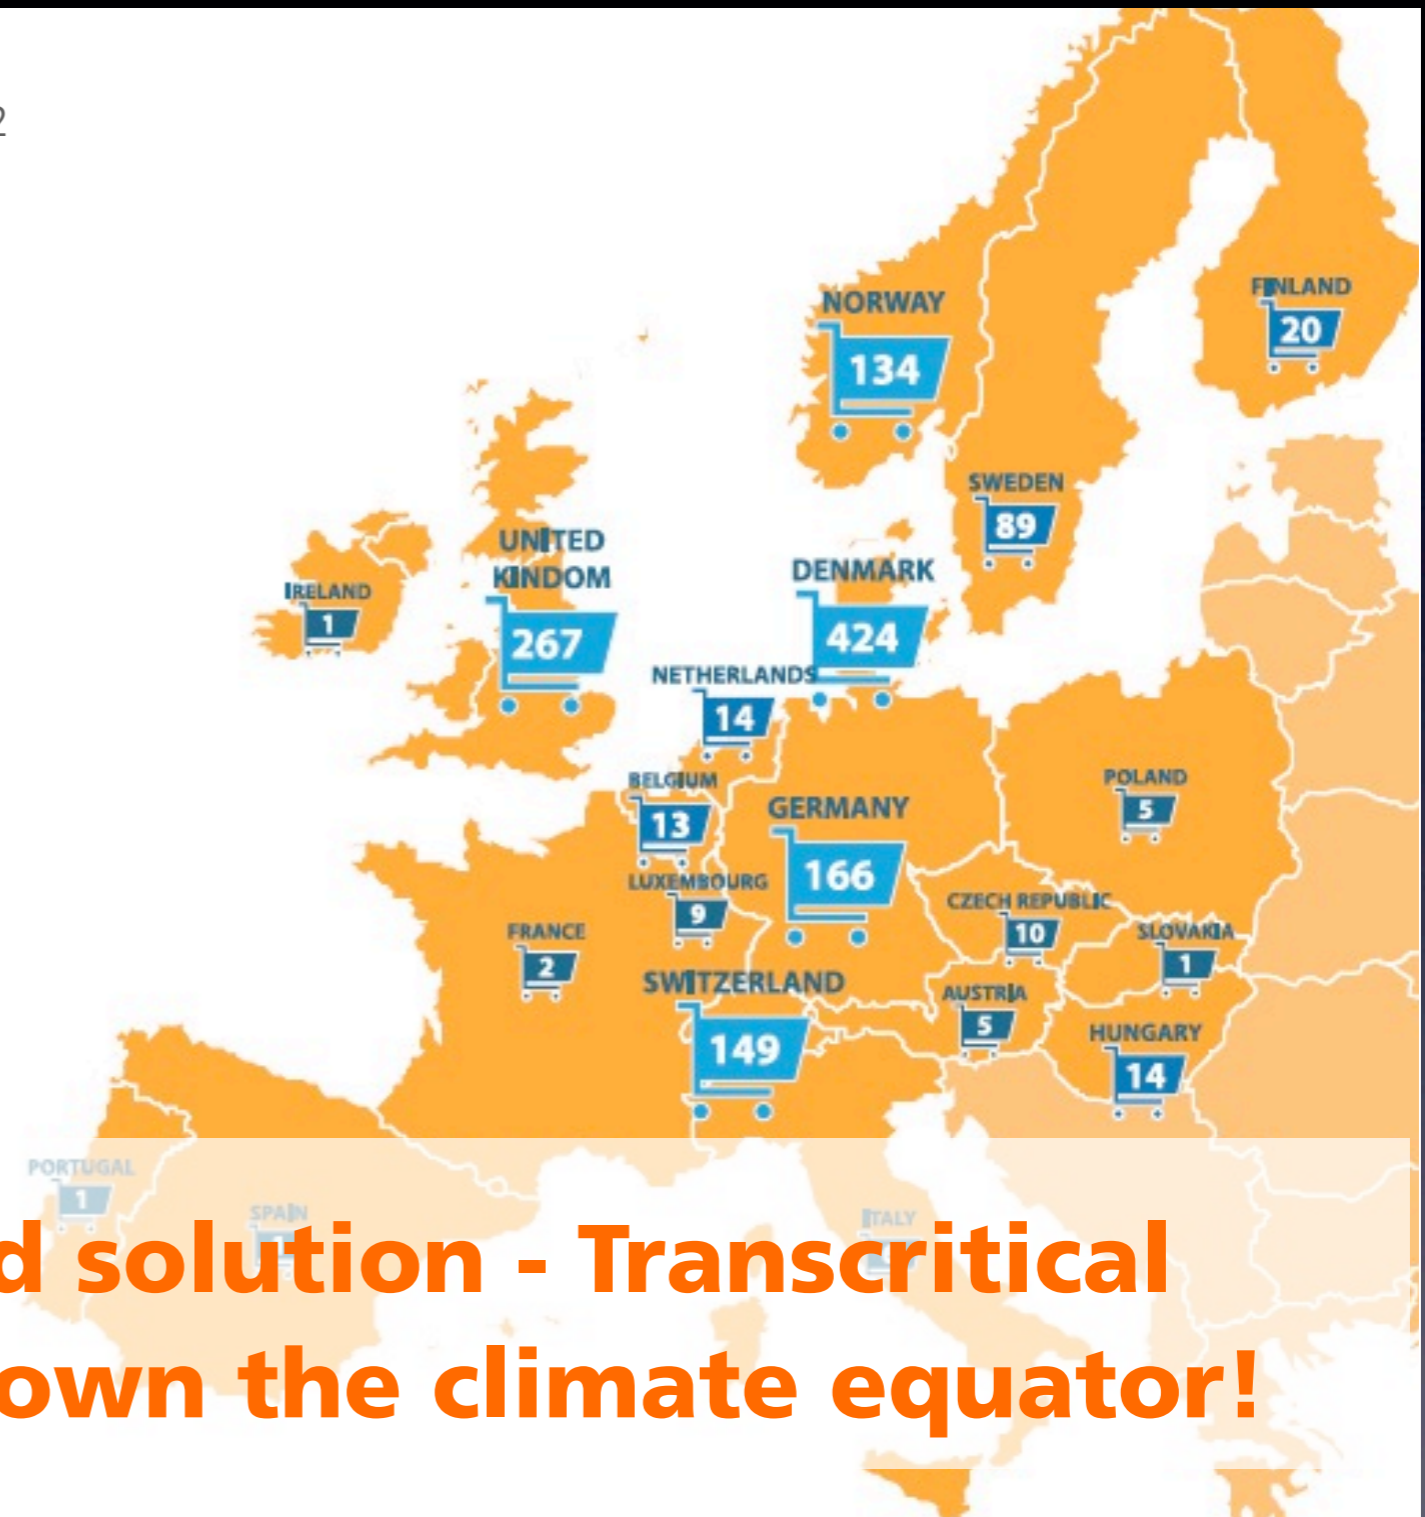 2
NORWAY
134
FINLAND
20
SWEDEN
89
UNITED
KINDOM
267
IRELAND
1
DENMARK
424
NETHERLANDS
14
BELGIUM
13
GERMANY
166
POLAND
5
LUXEMBOURG
9
CZECH REPUBLIC
10
SLOVAKIA
1
FRANCE
2
SWITZERLAND
149
AUSTRIA
5
HUNGARY
14
PORTUGAL
1
SPAIN
ITALY
d solution - Transcritical
own the climate equator!